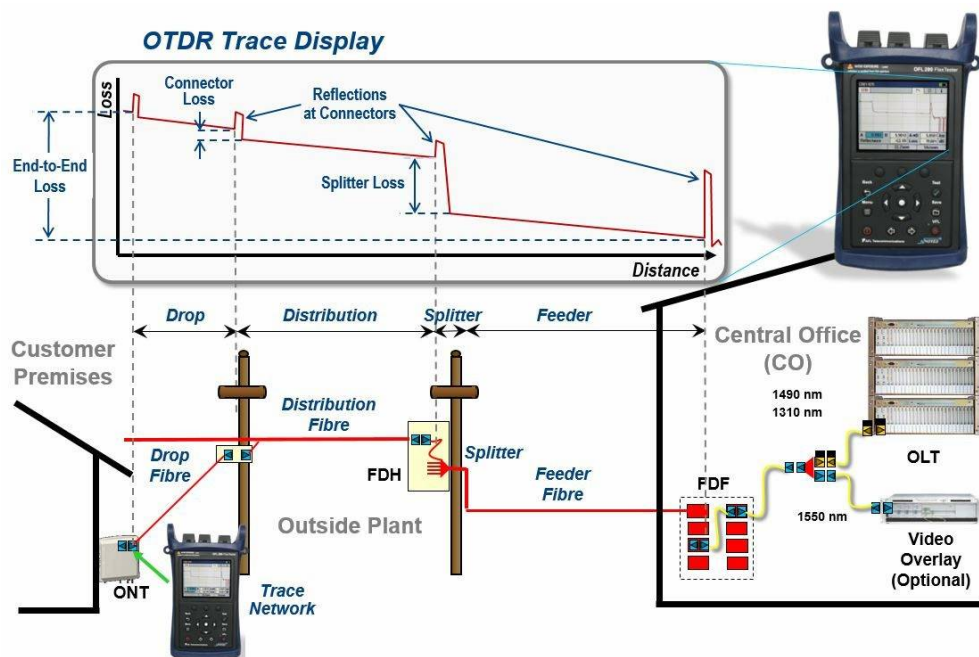 OTDR Trace Display
Loss
Connector
Loss
Reflections
at Connectors
End-to-End
Loss
Splitter Loss
Distance
Drop
Distribution
Splitter
Feeder
Customer
Premises
Central Office
(CO)
1490 nm
1310 nm
Distribution
Fibre
Drop
Fibre
FDH
Splitter
Feeder
Fibre
FDF
OLT
Outside Plant
1550 nm
Video
Overlay
(Optional)
ONT
Trace
Network